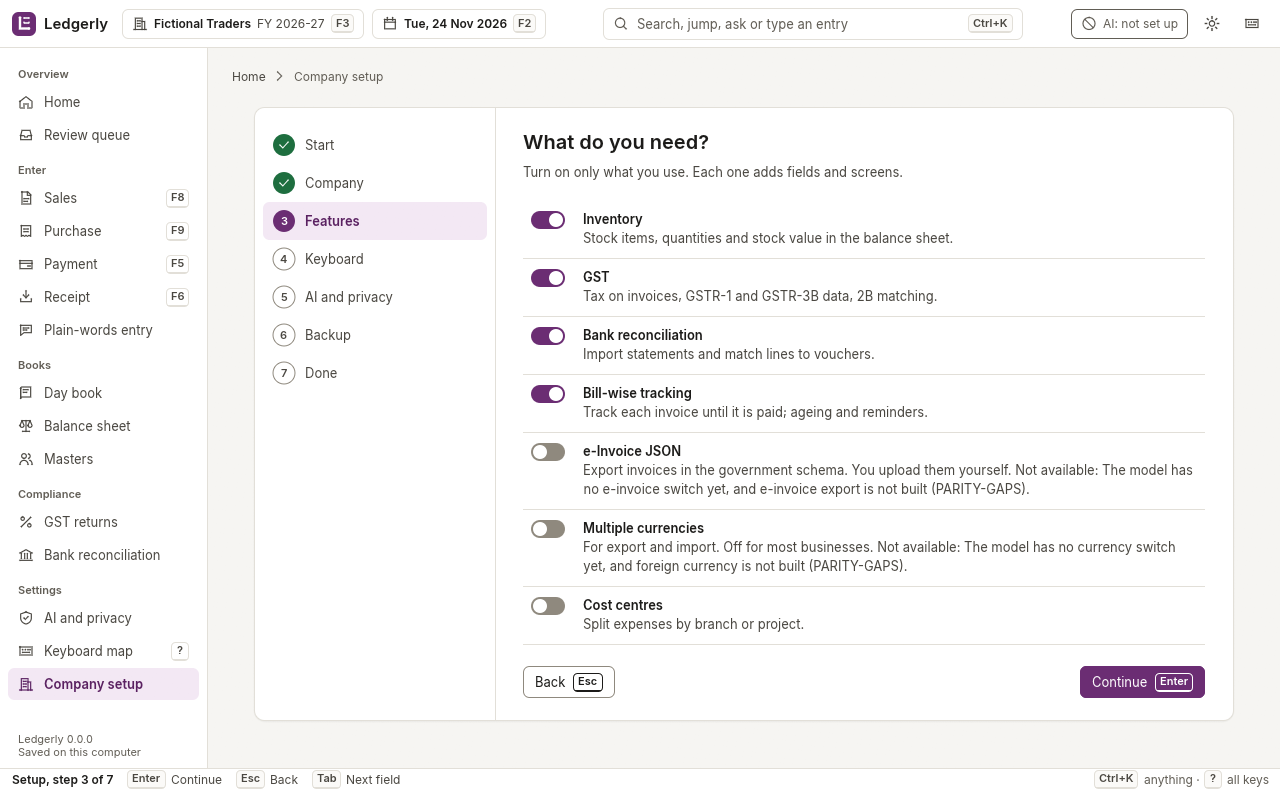 Ledgerly
Fictional Traders FY 2026-27 F3
Tue, 24 Nov 2026 F2
Search, jump, ask or type an entry Ctrl+K
AI: not set up
Overview
Home
Review queue
Enter
Sales F8
Purchase F9
Payment F5
Receipt F6
Plain-words entry
Books
Day book
Balance sheet
Masters
Compliance
GST returns
Bank reconciliation
Settings
AI and privacy
Keyboard map ?
Company setup
Ledgerly 0.0.0
Saved on this computer
Home > Company setup
Start
Company
3 Features
4 Keyboard
5 AI and privacy
6 Backup
7 Done
What do you need?
Turn on only what you use. Each one adds fields and screens.
Inventory
Stock items, quantities and stock value in the balance sheet.
GST
Tax on invoices, GSTR-1 and GSTR-3B data, 2B matching.
Bank reconciliation
Import statements and match lines to vouchers.
Bill-wise tracking
Track each invoice until it is paid; ageing and reminders.
e-Invoice JSON
Export invoices in the government schema. You upload them yourself. Not available: The model has
no e-invoice switch yet, and e-invoice export is not built (PARITY-GAPS).
Multiple currencies
For export and import. Off for most businesses. Not available: The model has no currency switch
yet, and foreign currency is not built (PARITY-GAPS).
Cost centres
Split expenses by branch or project.
Back Esc
Continue Enter
Setup, step 3 of 7 Enter Continue Esc Back Tab Next field
Ctrl+K anything · ? all keys